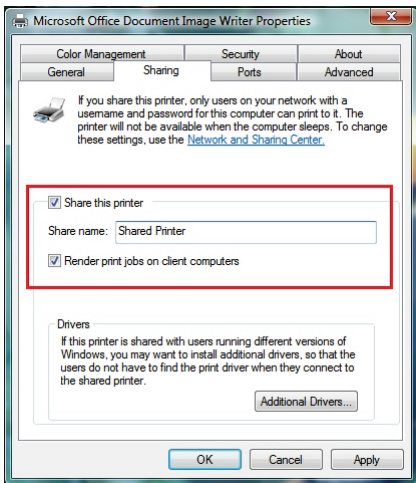 Microsoft Office Document Image Writer Properties
Color Management Security About
General Sharing Ports Advanced
If you share this printer, only users on your network with a
username and password for this computer can print to it. The
printer will not be available when the computer sleeps. To change
these settings, use the Network and Sharing Center.
Share this printer
Share name: Shared Printer
Render print jobs on client computers
Drivers
If this printer is shared with users running different versions of
Windows, you may want to install additional drivers, so that the
users do not have to find the print driver when they connect to
the shared printer.
Additional Drivers...
OK Cancel Apply